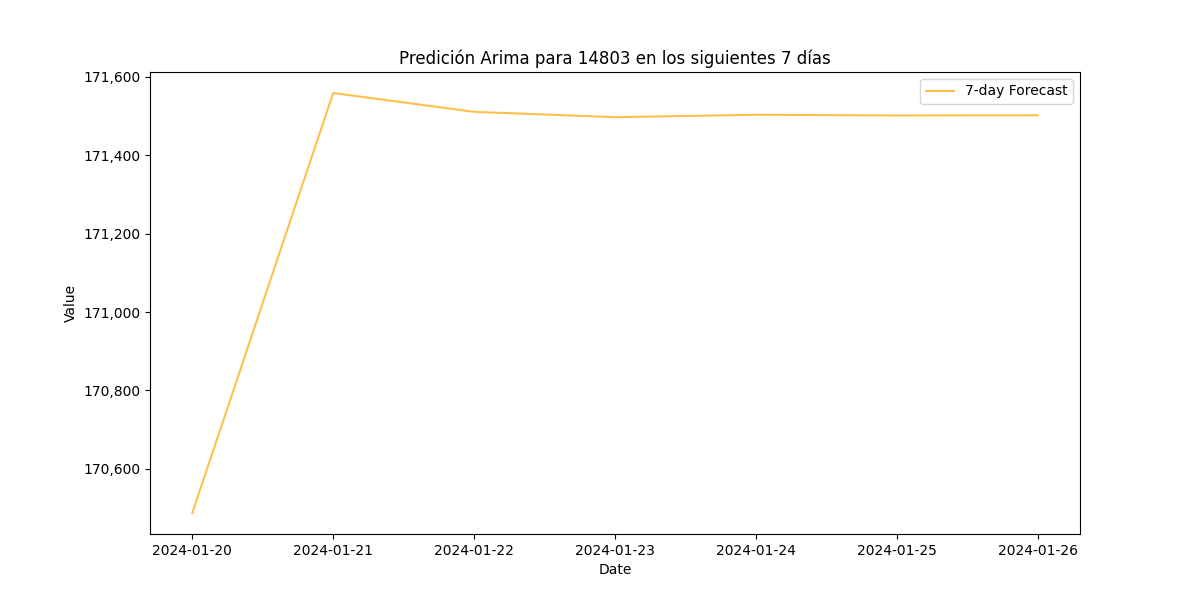 Predición Arima para 14803 en los siguientes 7 días
7-day Forecast
171,600
171,400
171,200
171,000
170,800
170,600
Value
2024-01-20 2024-01-21 2024-01-22 2024-01-23 2024-01-24 2024-01-25 2024-01-26
Date